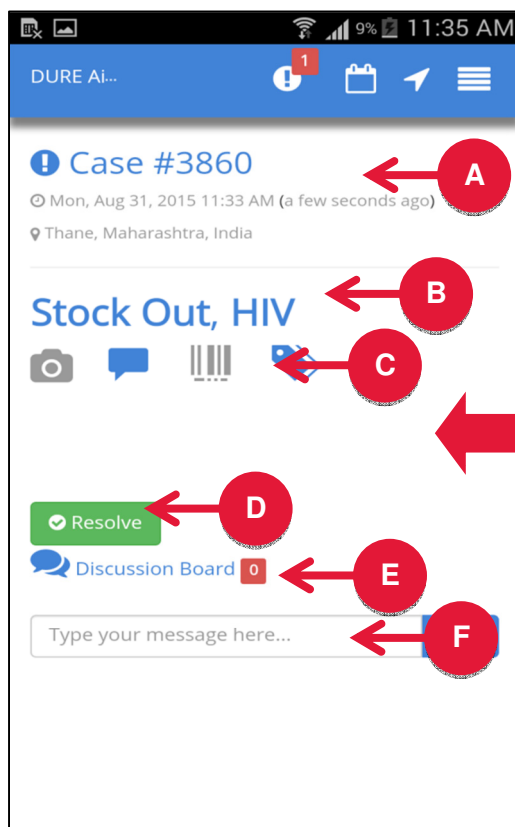 9% 11:35 AM
DURE Ai... 1
Case #3860
A
Mon, Aug 31, 2015 11:33 AM (a few seconds ago)
Thane, Maharashtra, India
B
Stock Out, HIV
C
D
Resolve
Discussion Board 0
E
Type your message here...
F